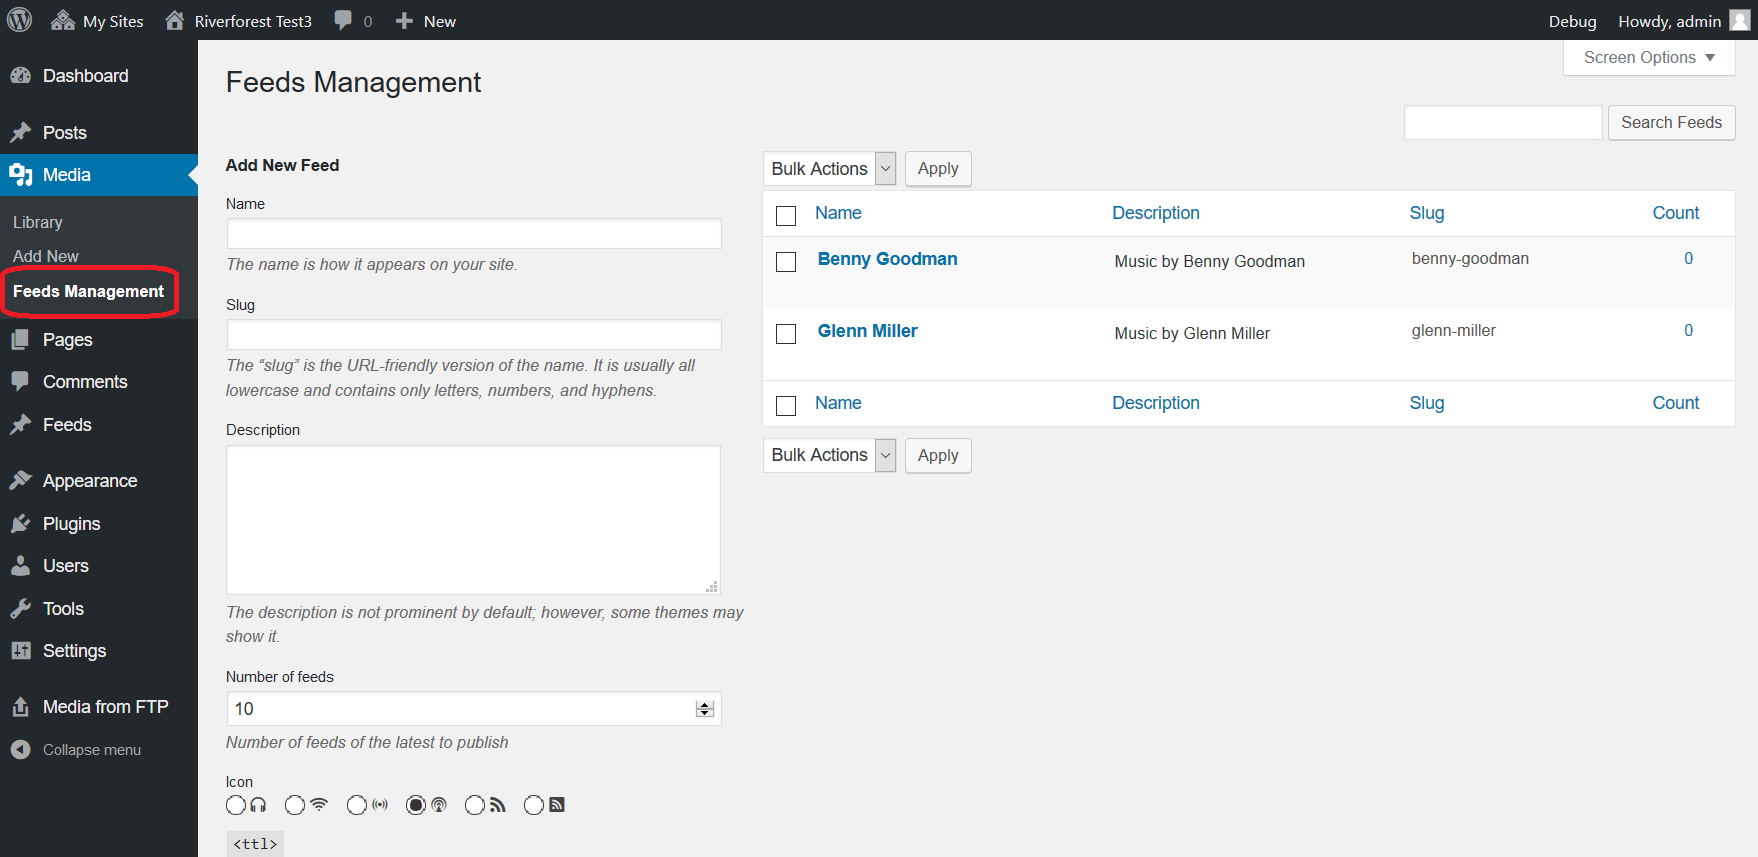 My Sites
Riverforest Test3
0
New
Debug
Howdy, admin
Dashboard
Posts
Media
Library
Add New
Feeds Management
Pages
Comments
Feeds
Appearance
Plugins
Users
Tools
Settings
Media from FTP
Collapse menu
Feeds Management
Screen Options
Search Feeds
Add New Feed
Name
The name is how it appears on your site.
Slug
The “slug” is the URL-friendly version of the name. It is usually all
lowercase and contains only letters, numbers, and hyphens.
Description
The description is not prominent by default; however, some themes may
show it.
Number of feeds
10
Number of feeds of the latest to publish
Icon
<ttl>
Bulk Actions Apply
Name Description Slug Count
Benny Goodman Music by Benny Goodman benny-goodman 0
Glenn Miller Music by Glenn Miller glenn-miller 0
Name Description Slug Count
Bulk Actions Apply